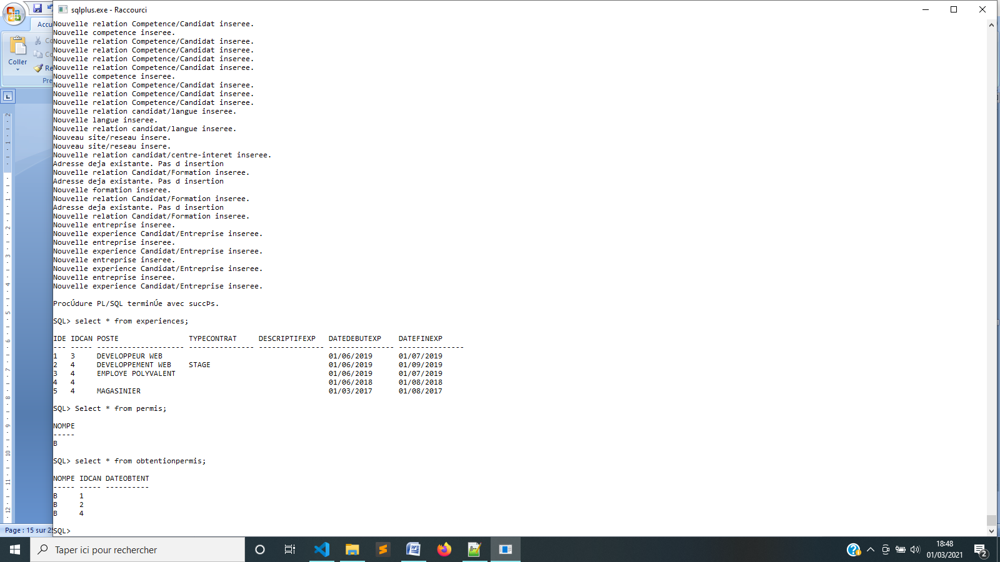 sqlplus.exe - Raccourci
Accu
Coller
Re
Pre
Nouvelle relation Competence/Candidat inseree.
Nouvelle competence inseree.
Nouvelle relation Competence/Candidat inseree.
Nouvelle relation Competence/Candidat inseree.
Nouvelle relation Competence/Candidat inseree.
Nouvelle relation Competence/Candidat inseree.
Nouvelle competence inseree.
Nouvelle relation Competence/Candidat inseree.
Nouvelle relation Competence/Candidat inseree.
Nouvelle relation Competence/Candidat inseree.
Nouvelle relation candidat/langue inseree.
Nouvelle langue inseree.
Nouvelle relation candidat/langue inseree.
Nouveau site/reseau insere.
Nouveau site/reseau insere.
Nouvelle relation candidat/centre-interet inseree.
Adresse deja existante. Pas d insertion
Nouvelle relation Candidat/Formation inseree.
Adresse deja existante. Pas d insertion
Nouvelle formation inseree.
Nouvelle relation Candidat/Formation inseree.
Adresse deja existante. Pas d insertion
Nouvelle relation Candidat/Formation inseree.
Nouvelle entreprise inseree.
Nouvelle experience Candidat/Entreprise inseree.
Nouvelle entreprise inseree.
Nouvelle experience Candidat/Entreprise inseree.
Nouvelle entreprise inseree.
Nouvelle experience Candidat/Entreprise inseree.
Nouvelle entreprise inseree.
Nouvelle experience Candidat/Entreprise inseree.
ProcÚdure PL/SQL terminÚe avec succÞs.
SQL> select * from experiences;
IDE IDCAN POSTE TYPECONTRAT DESCRIPTIFEXP DATEDEBUTEXP DATEFINEXP
--- ----- -------------------- --------------- --------------- --------------- ---------------
1 3 DEVELOPPEUR WEB 01/06/2019 01/07/2019
2 4 DEVELOPPEMENT WEB STAGE 01/06/2019 01/09/2019
3 4 EMPLOYE POLYVALENT 01/06/2019 01/07/2019
4 4 01/06/2018 01/08/2018
5 4 MAGASINIER 01/03/2017 01/08/2017
SQL> Select * from permis;
NOMPE
-----
B
SQL> select * from obtentionpermis;
NOMPE IDCAN DATEOBTENT
----- ----- ----------
B 1
B 2
B 4
SQL>
Page : 15 sur 2
Taper ici pour rechercher
18:48
01/03/2021
2